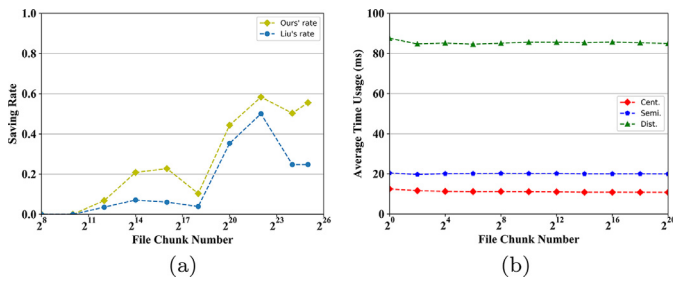 1.0
0.8
0.6
0.4
0.2
0.0
Saving Rate
Ours' rate
Liu's rate
2^8 2^11 2^14 2^17 2^20 2^23 2^26
File Chunk Number
(a)
100
80
60
40
20
0
Average Time Usage (ms)
Cent.
Semi.
Dist.
2^0 2^4 2^8 2^12 2^16 2^20
File Chunk Number
(b)